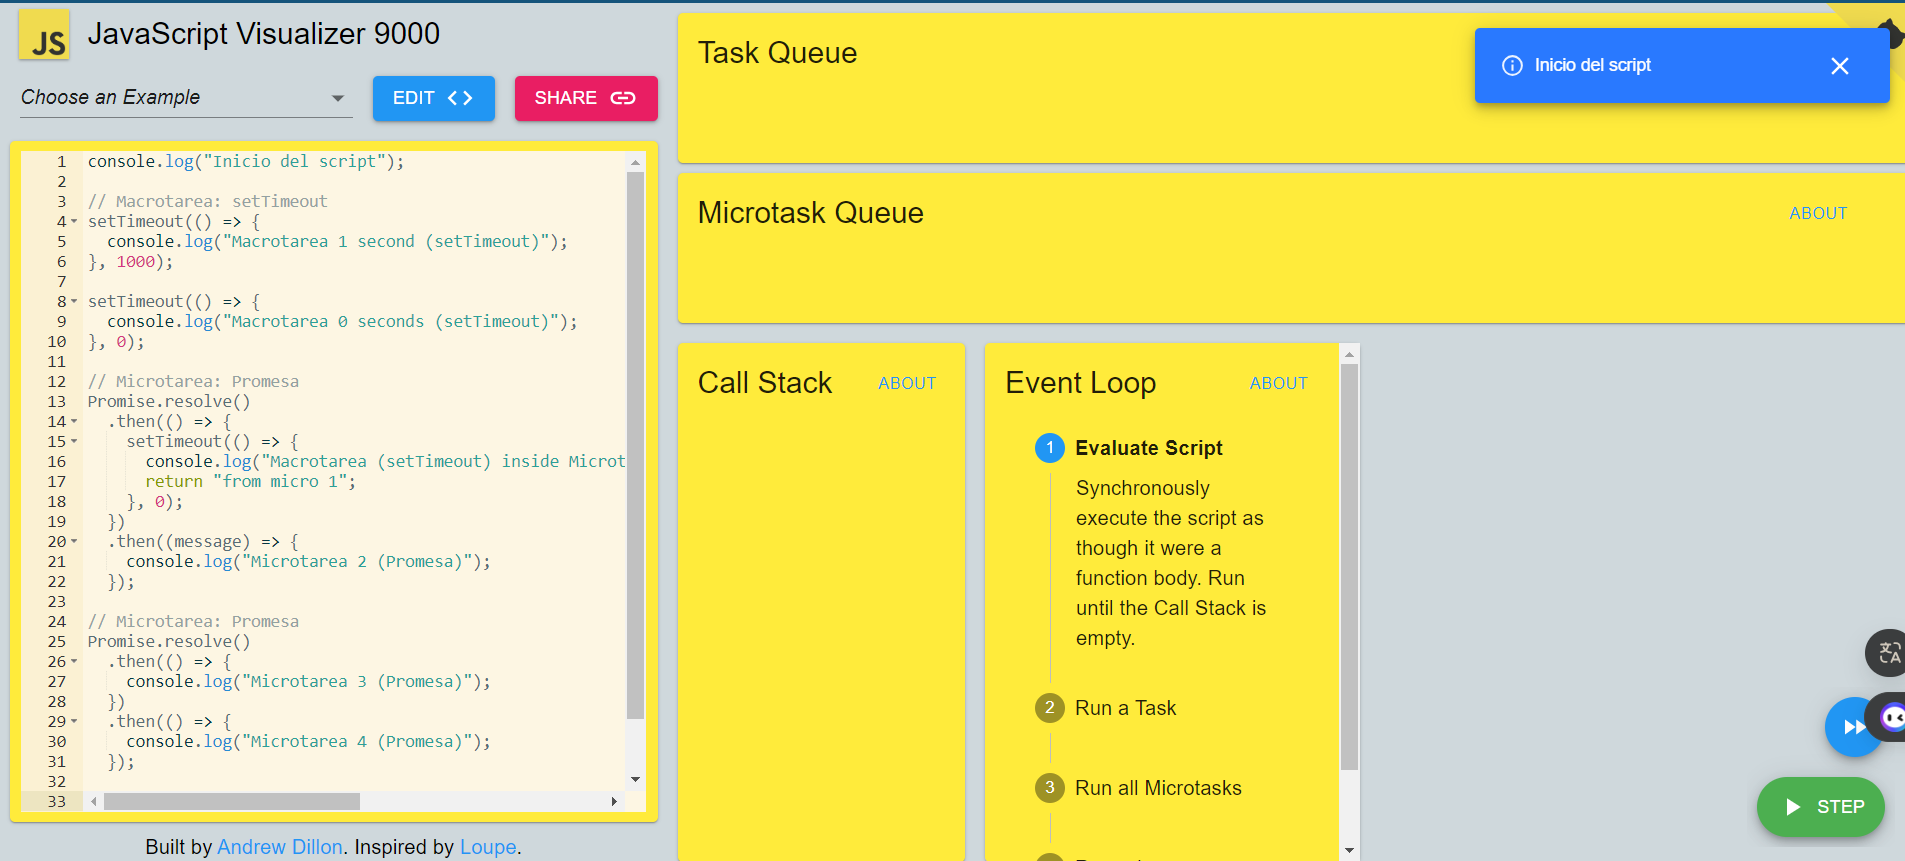 JS
JavaScript Visualizer 9000
Choose an Example
EDIT
SHARE
1 console.log("Inicio del script");
2
3 // Macrotarea: setTimeout
4 setTimeout(() => {
5 console.log("Macrotarea 1 second (setTimeout)");
6 }, 1000);
7
8 setTimeout(() => {
9 console.log("Macrotarea 0 seconds (setTimeout)");
10 }, 0);
11
12 // Microtarea: Promesa
13 Promise.resolve()
14 .then(() => {
15 setTimeout(() => {
16 console.log("Macrotarea (setTimeout) inside Microt
17 return "from micro 1";
18 }, 0);
19 })
20 .then((message) => {
21 console.log("Microtarea 2 (Promesa)");
22 });
23
24 // Microtarea: Promesa
25 Promise.resolve()
26 .then(() => {
27 console.log("Microtarea 3 (Promesa)");
28 })
29 .then(() => {
30 console.log("Microtarea 4 (Promesa)");
31 });
32
33
Built by Andrew Dillon. Inspired by Loupe.
Task Queue
Inicio del script
Microtask Queue
ABOUT
Call Stack
ABOUT
Event Loop
ABOUT
1 Evaluate Script
Synchronously
execute the script as
though it were a
function body. Run
until the Call Stack is
empty.
2 Run a Task
3 Run all Microtasks
文A
STEP